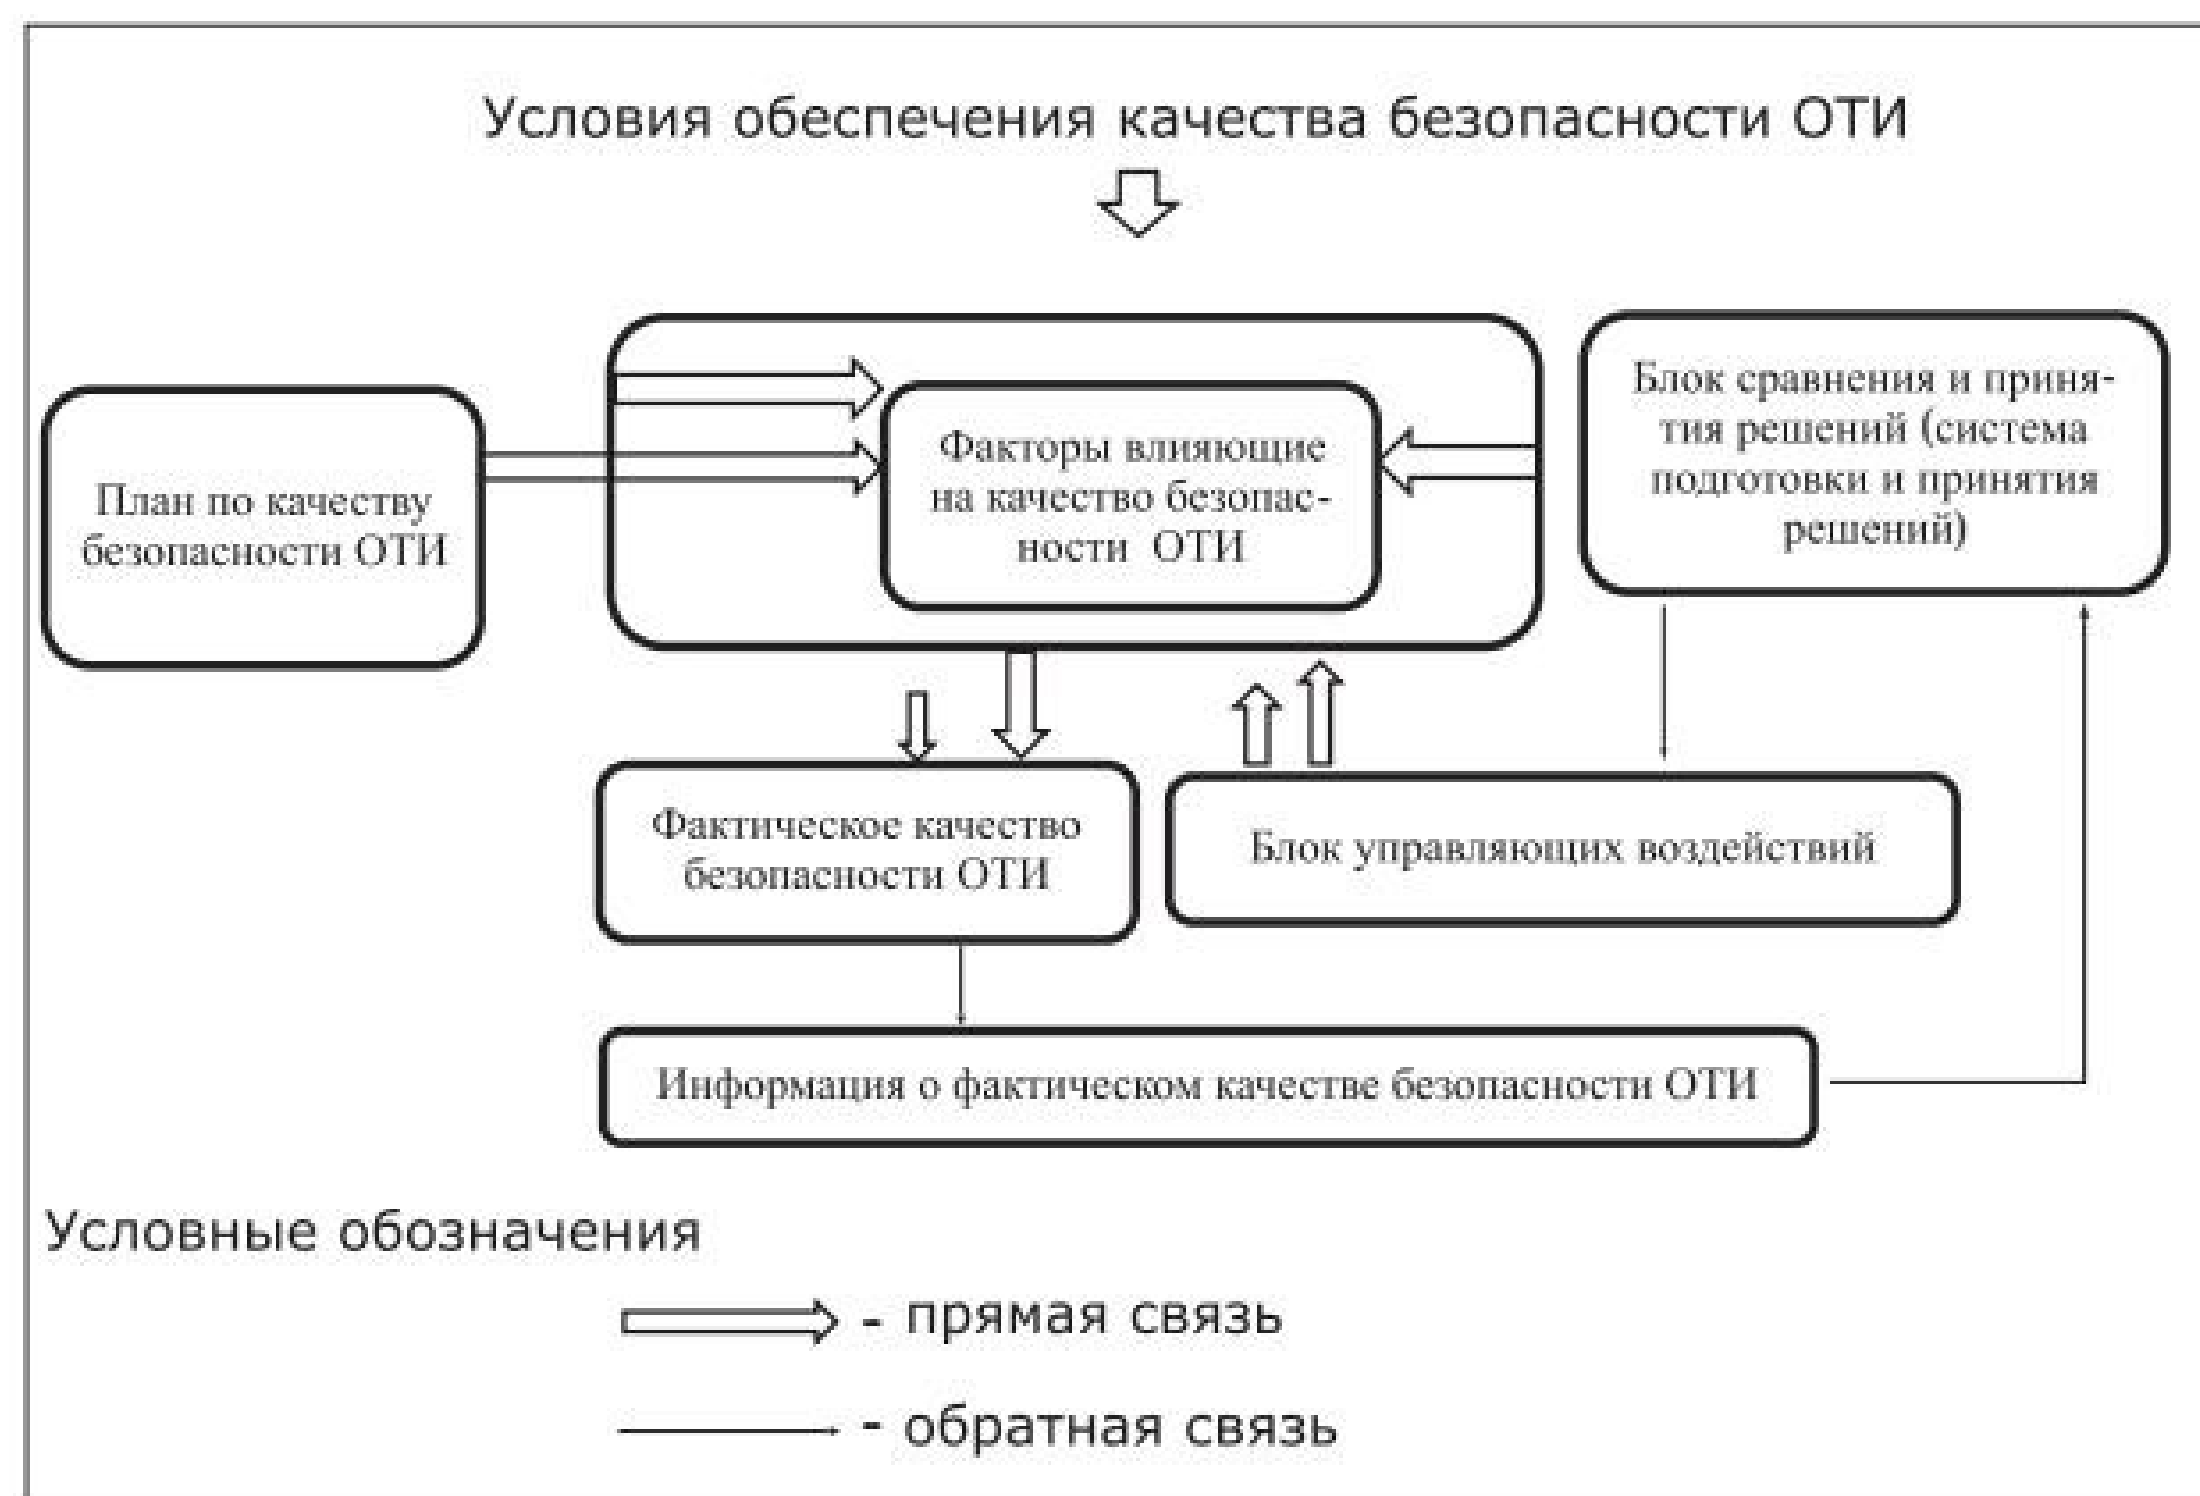 Условия обеспечения качества безопасности ОТИ
План по качеству
безопасности ОТИ
Факторы влияющие
на качество безопас-
ности ОТИ
Блок сравнения и приня-
тия решений (система
подготовки и принятия
решений)
Фактическое качество
безопасности ОТИ
Блок управляющих воздействий
Информация о фактическом качестве безопасности ОТИ
Условные обозначения
- прямая связь
- обратная связь